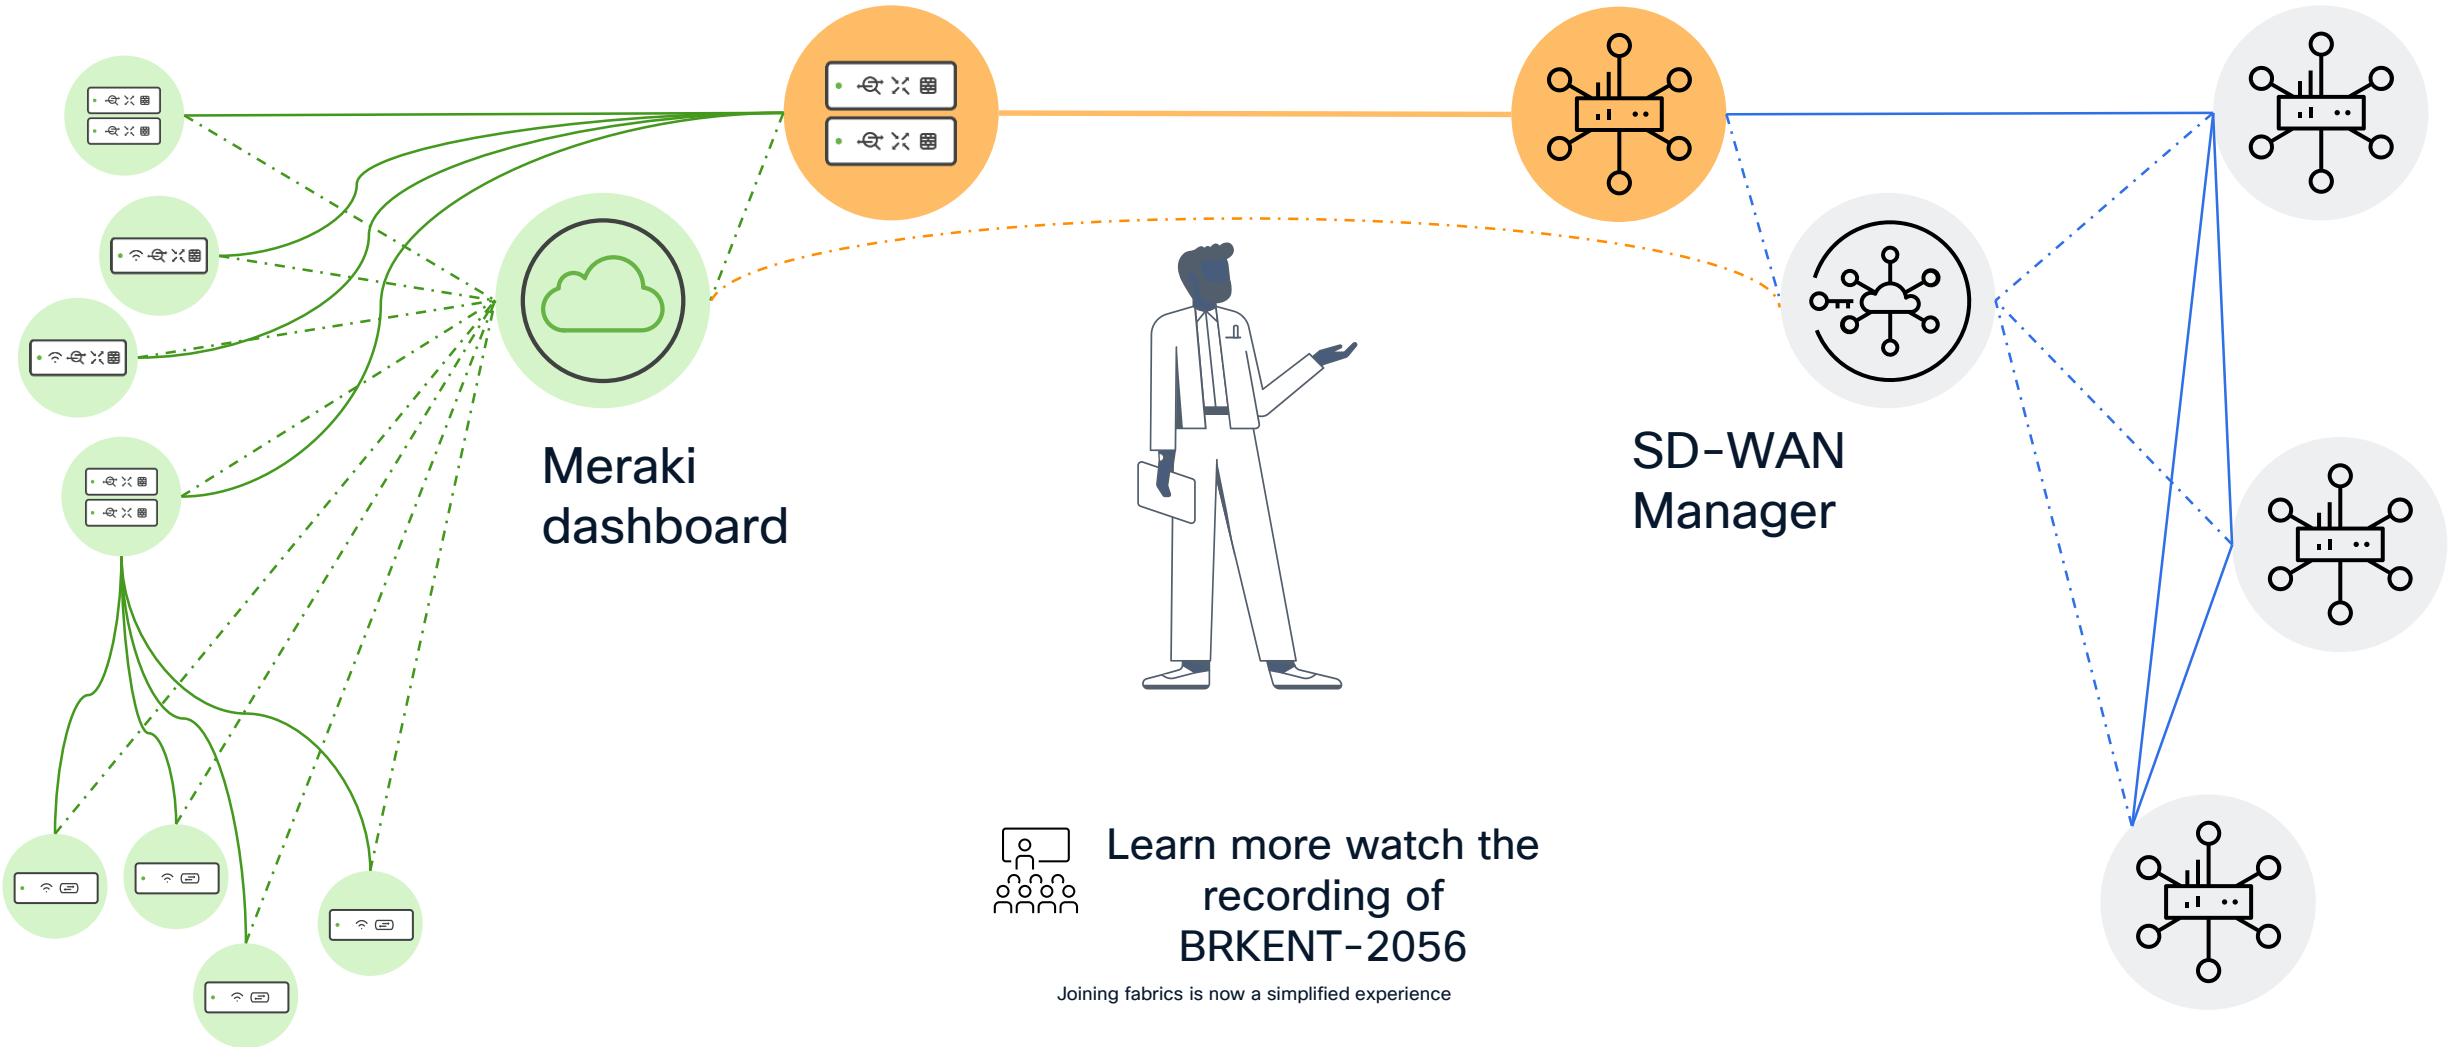 Meraki
dashboard
SD-WAN
Manager
Learn more watch the
recording of
BRKENT-2056
Joining fabrics is now a simplified experience